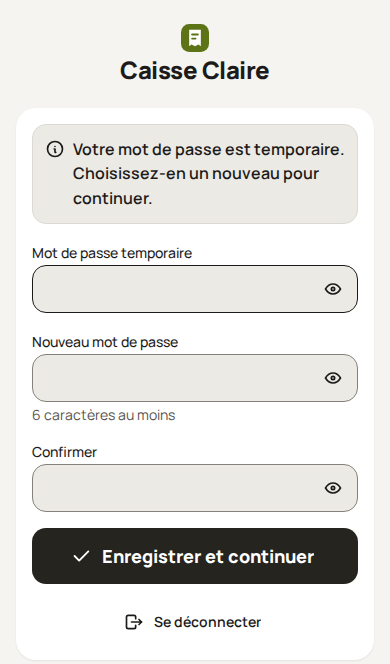 Caisse Claire
Votre mot de passe est temporaire.
Choisissez-en un nouveau pour
continuer.
Mot de passe temporaire
Nouveau mot de passe
6 caractères au moins
Confirmer
Enregistrer et continuer
Se déconnecter